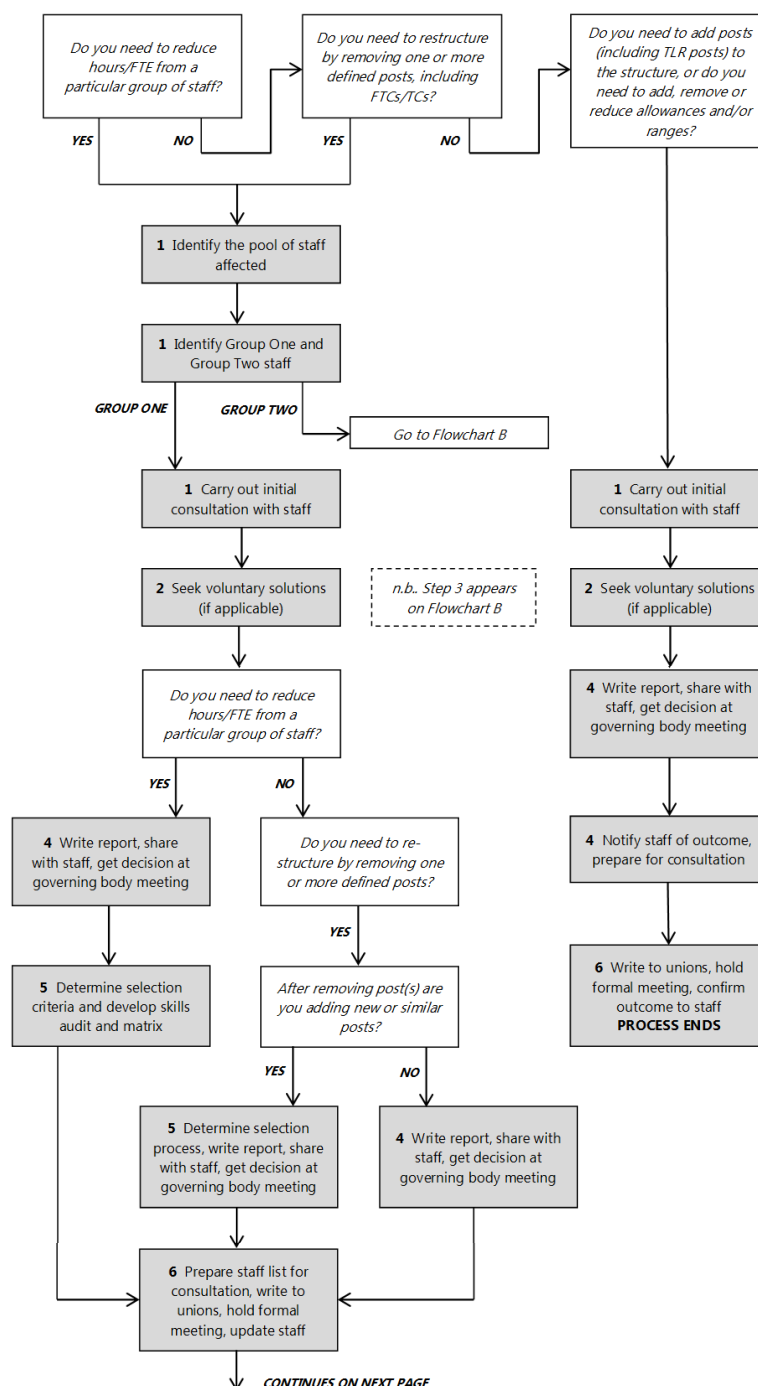 Do you need to reduce
hours/FTE from a
particular group of staff?
Do you need to restructure
by removing one or more
defined posts, including
FTCs/TCs?
Do you need to add posts
(including TLR posts) to
the structure, or do you
need to add, remove or
reduce allowances and/or
ranges?
YES
NO
YES
NO
1 Identify the pool of staff
affected
1 Identify Group One and
Group Two staff
GROUP ONE
GROUP TWO
Go to Flowchart B
1 Carry out initial
consultation with staff
1 Carry out initial
consultation with staff
2 Seek voluntary solutions
(if applicable)
n.b.. Step 3 appears
on Flowchart B
2 Seek voluntary solutions
(if applicable)
Do you need to reduce
hours/FTE from a
particular group of staff?
4 Write report, share with
staff, get decision at
governing body meeting
YES
NO
4 Write report, share
with staff, get decision at
governing body meeting
Do you need to re-
structure by removing one
or more defined posts?
4 Notify staff of outcome,
prepare for consultation
YES
5 Determine selection
criteria and develop skills
audit and matrix
After removing post(s) are
you adding new or similar
posts?
6 Write to unions, hold
formal meeting, confirm
outcome to staff
PROCESS ENDS
YES
NO
5 Determine selection
process, write report, share
with staff, get decision at
governing body meeting
4 Write report, share with
staff, get decision at
governing body meeting
6 Prepare staff list for
consultation, write to
unions, hold formal
meeting, update staff
CONTINUES ON NEXT PAGE